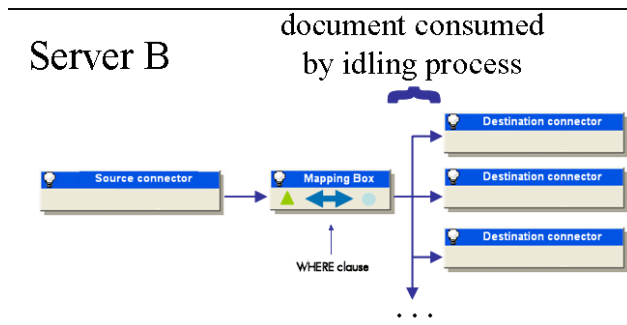 Server B
document consumed
by idling process
Source connector
Mapping Box
WHERE clause
Destination connector
Destination connector
Destination connector
. . .